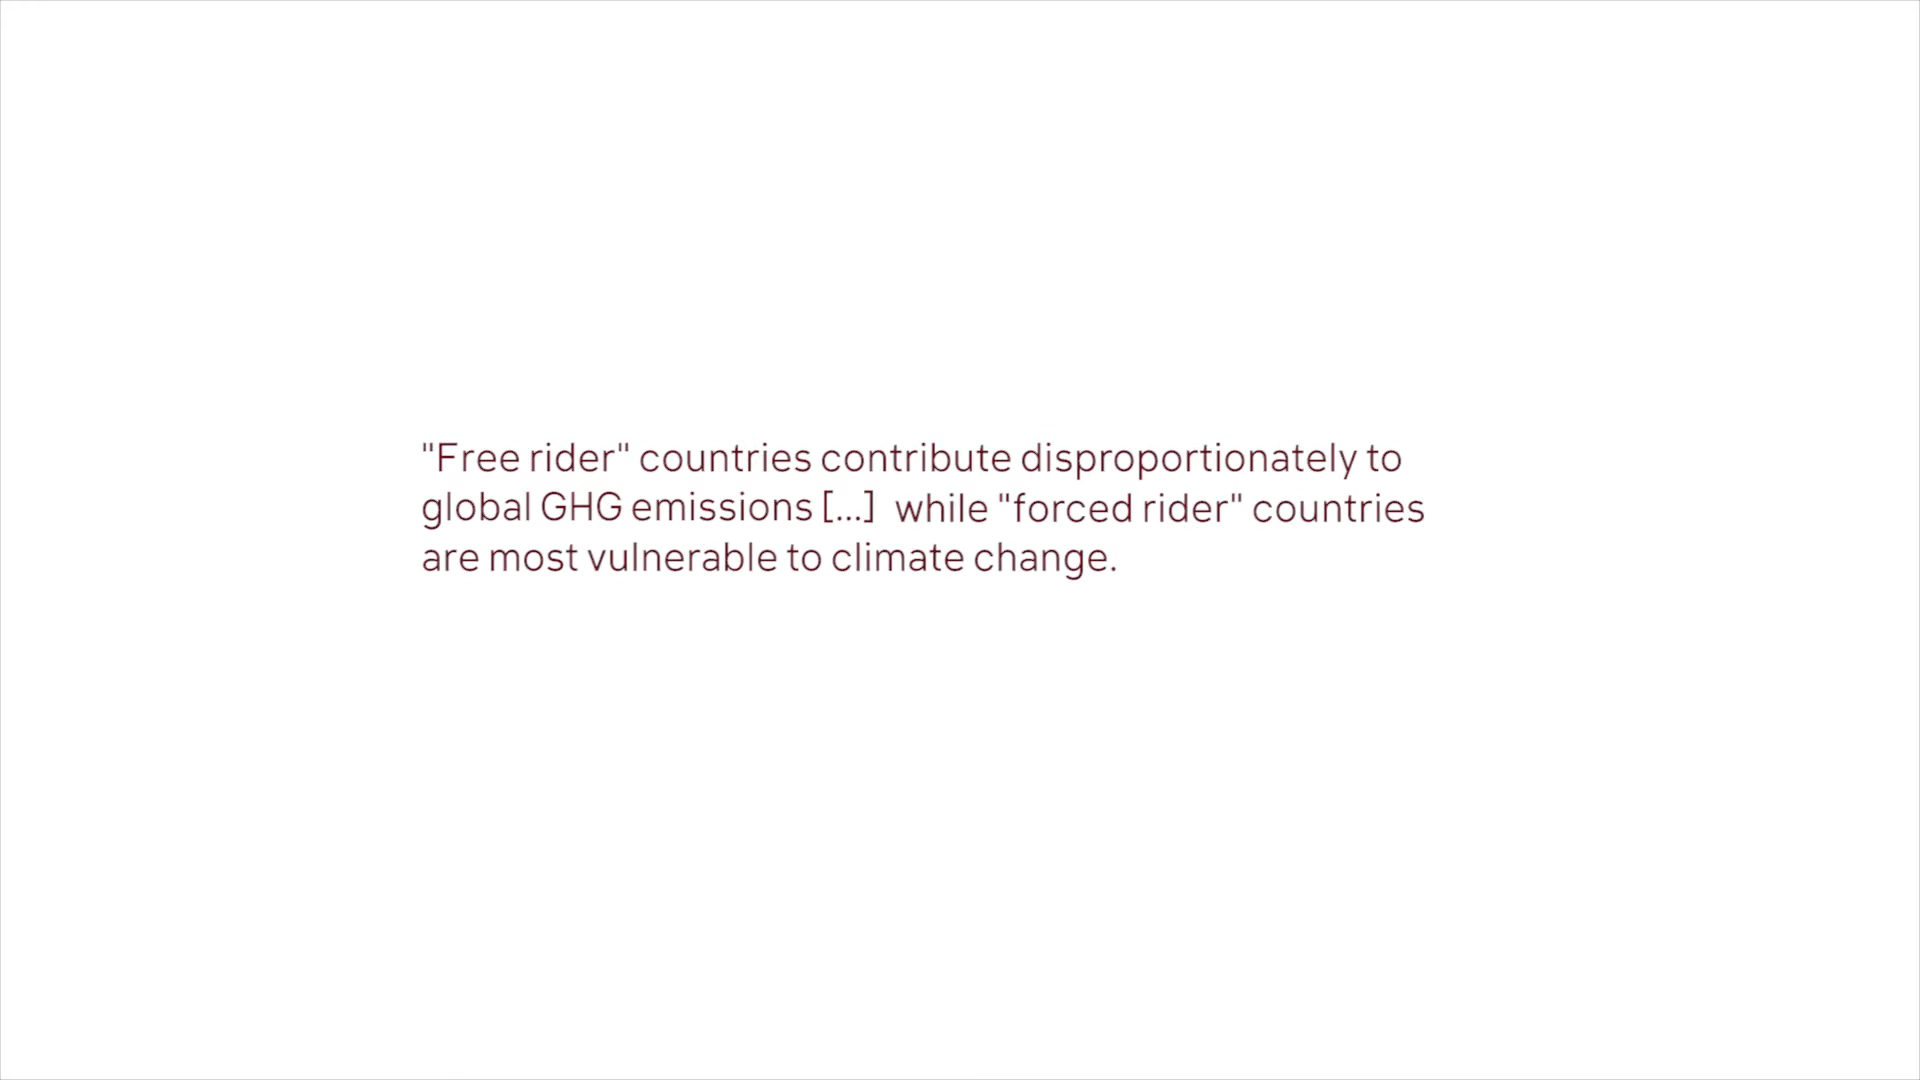 "Free rider" countries contribute disproportionately to
global GHG emissions [...] while "forced rider" countries
are most vulnerable to climate change.